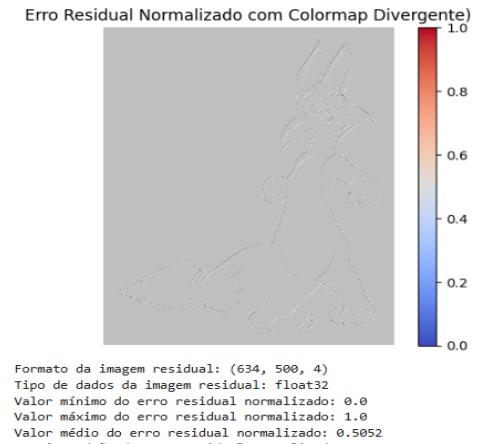 Erro Residual Normalizado com Colormap Divergente)
1.0
0.8
0.6
0.4
0.2
0.0
Formato da imagem residual: (634, 500, 4)
Tipo de dados da imagem residual: float32
Valor mínimo do erro residual normalizado: 0.0
Valor máximo do erro residual normalizado: 1.0
Valor médio do erro residual normalizado: 0.5052